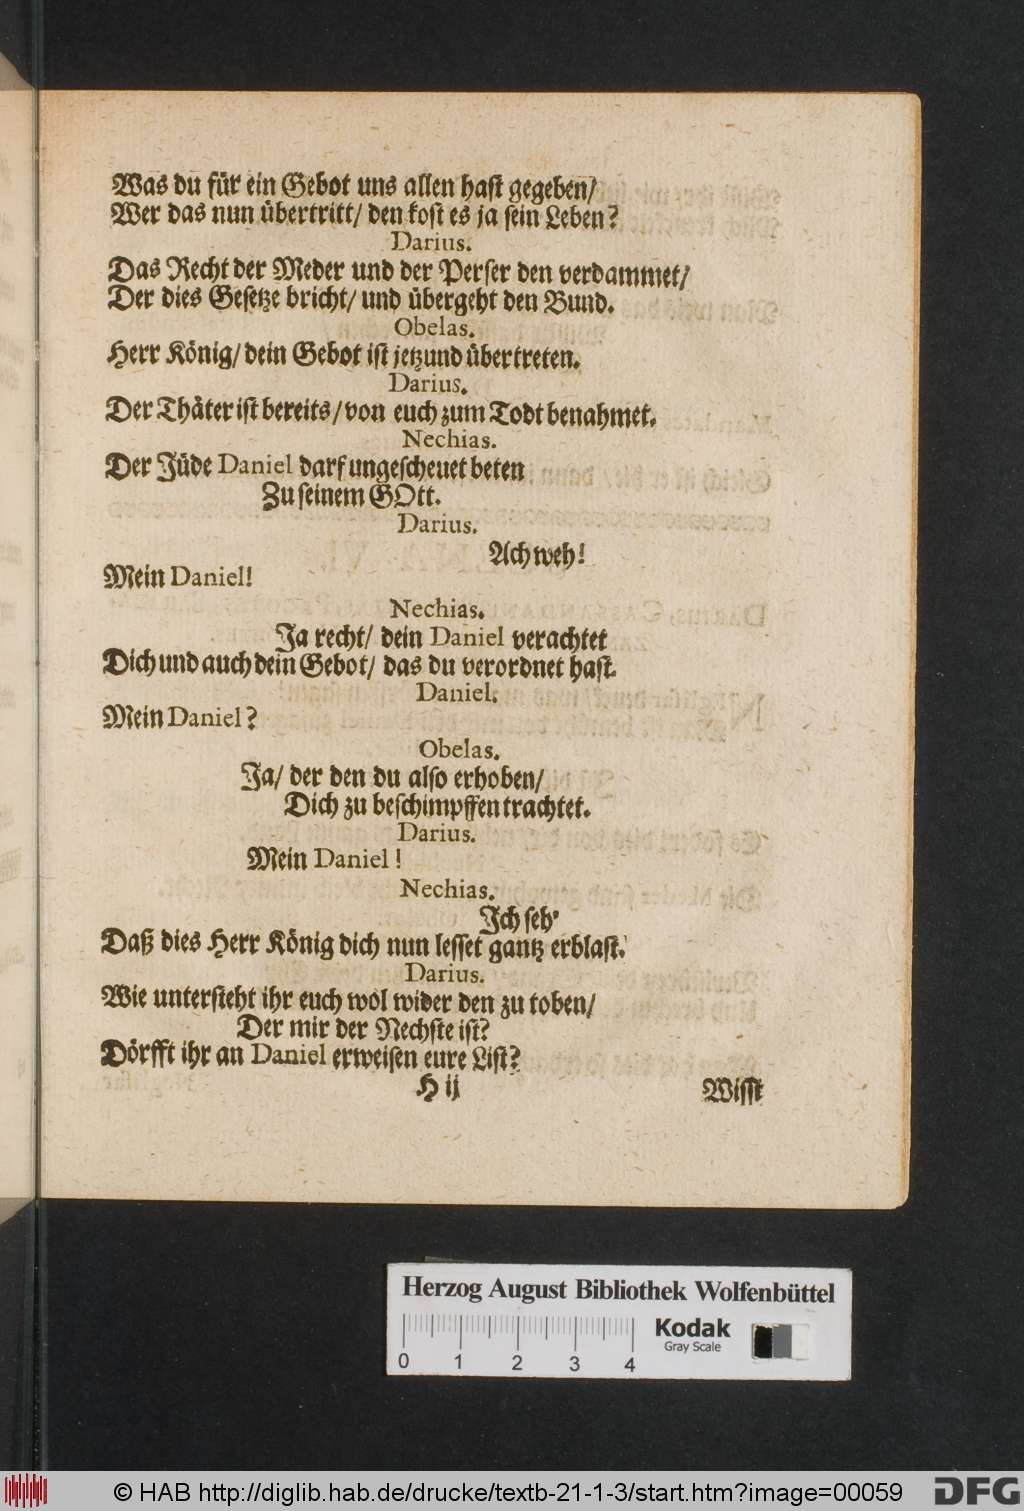 Was du für ein Gebot uns allen hast gegeben/
Wer das nun übertritt/ den kost es ja sein Leben?
Darius.
Das Recht der Meder und der Perser den verdammet/
Der dies Gesetze bricht/ und übergeht den Bund.
Obelas.
Herr König/ dein Gebot ist jetzund übertreten.
Darius.
Der Thäter ist bereits/ von euch zum Todt benahmet.
Nechias.
Der Jüde Daniel darf ungescheuet beten
Zu seinem GOtt.
Darius.
Ach weh!
Mein Daniel!
Nechias.
Ja recht/ dein Daniel verachtet
Dich und auch dein Gebot/ das du verordnet hast.
Daniel.
Mein Daniel?
Obelas.
Ja/ der den du also erhoben/
Dich zu beschimpffen trachtet.
Darius.
Mein Daniel!
Nechias.
Ich seh'
Daß dies Herr König dich nun lesset gantz erblast.
Darius.
Wie untersteht ihr euch wol wider den zu toben/
Der mir der Nechste ist?
Dörfft ihr an Daniel erweisen eure List?
H ij
Wisst
Herzog August Bibliothek Wolfenbüttel
Kodak
Gray Scale
0 1 2 3 4
© HAB http://diglib.hab.de/drucke/textb-21-1-3/start.htm?image=00059
DFG